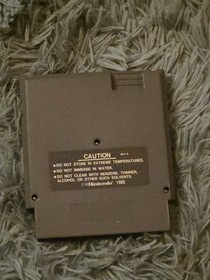 CAUTION
●DO NOT STORE IN EXTREME TEMPERATURES.
●DO NOT IMMERSE IN WATER.
●DO NOT CLEAN WITH BENZENE, THINNER,
ALCOHOL OR OTHER SUCH SOLVENTS.
Nintendo 1985